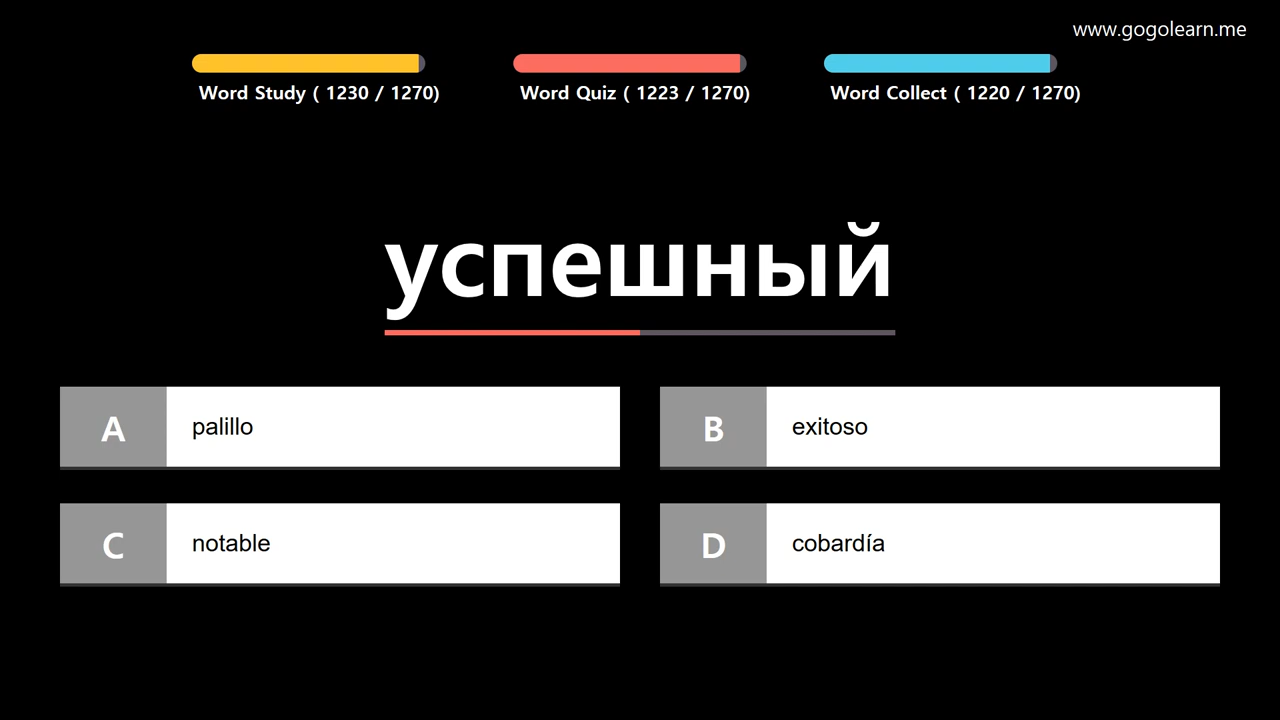 www.gogolearn.me
Word Study ( 1230 / 1270)
Word Quiz ( 1223 / 1270)
Word Collect ( 1220 / 1270)
успешный
A palillo
B exitoso
C notable
D cobardía